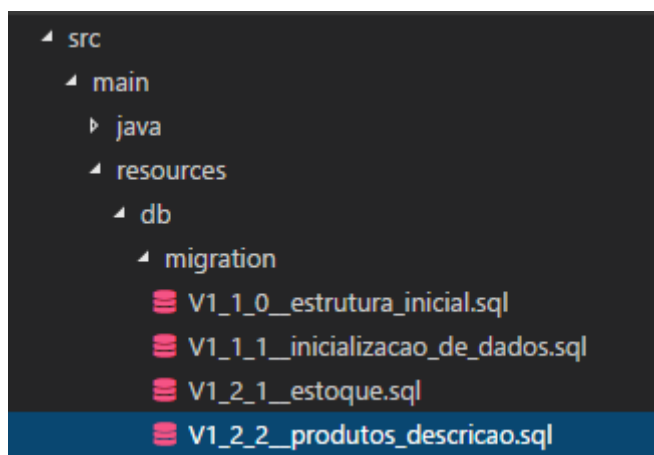 src
main
java
resources
db
migration
V1_1_0__estrutura_inicial.sql
V1_1_1__inicializacao_de_dados.sql
V1_2_1__estoque.sql
V1_2_2__produtos_descricao.sql